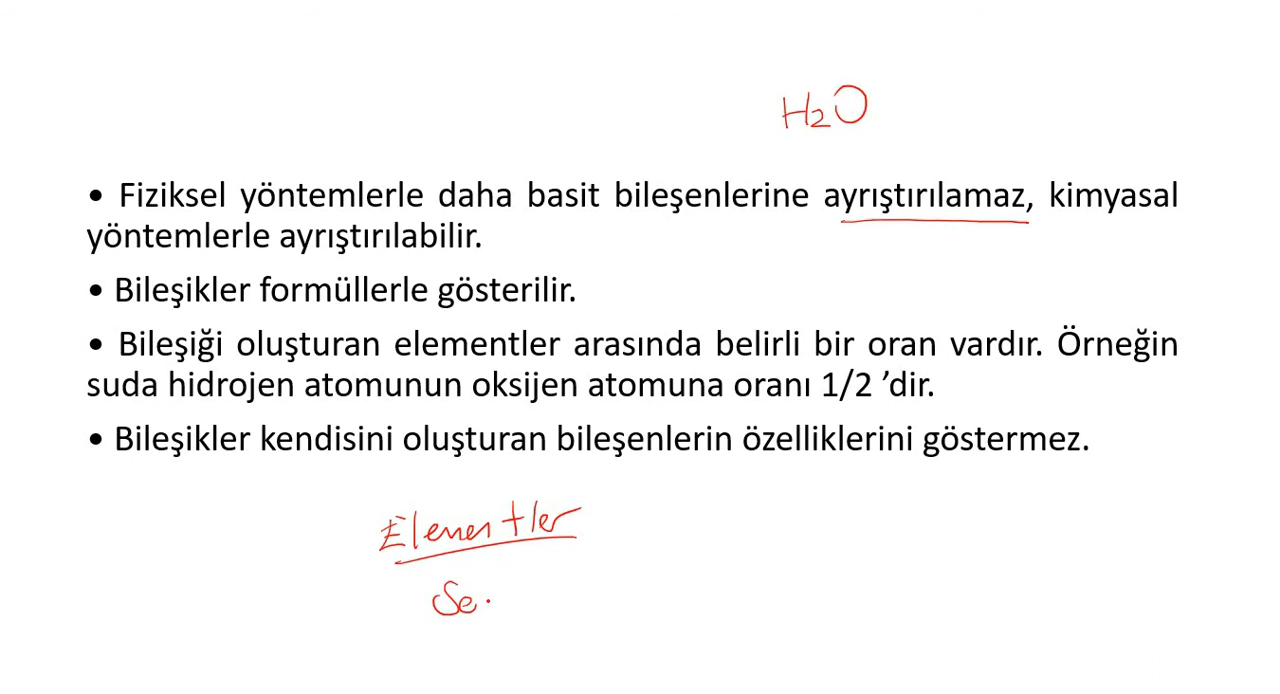 H₂O
• Fiziksel yöntemlerle daha basit bileşenlerine ayrıştırılamaz, kimyasal
yöntemlerle ayrıştırılabilir.
• Bileşikler formüllerle gösterilir.
• Bileşiği oluşturan elementler arasında belirli bir oran vardır. Örneğin
suda hidrojen atomunun oksijen atomuna oranı 1/2 ’dir.
• Bileşikler kendisini oluşturan bileşenlerin özelliklerini göstermez.
Elementler
Se.